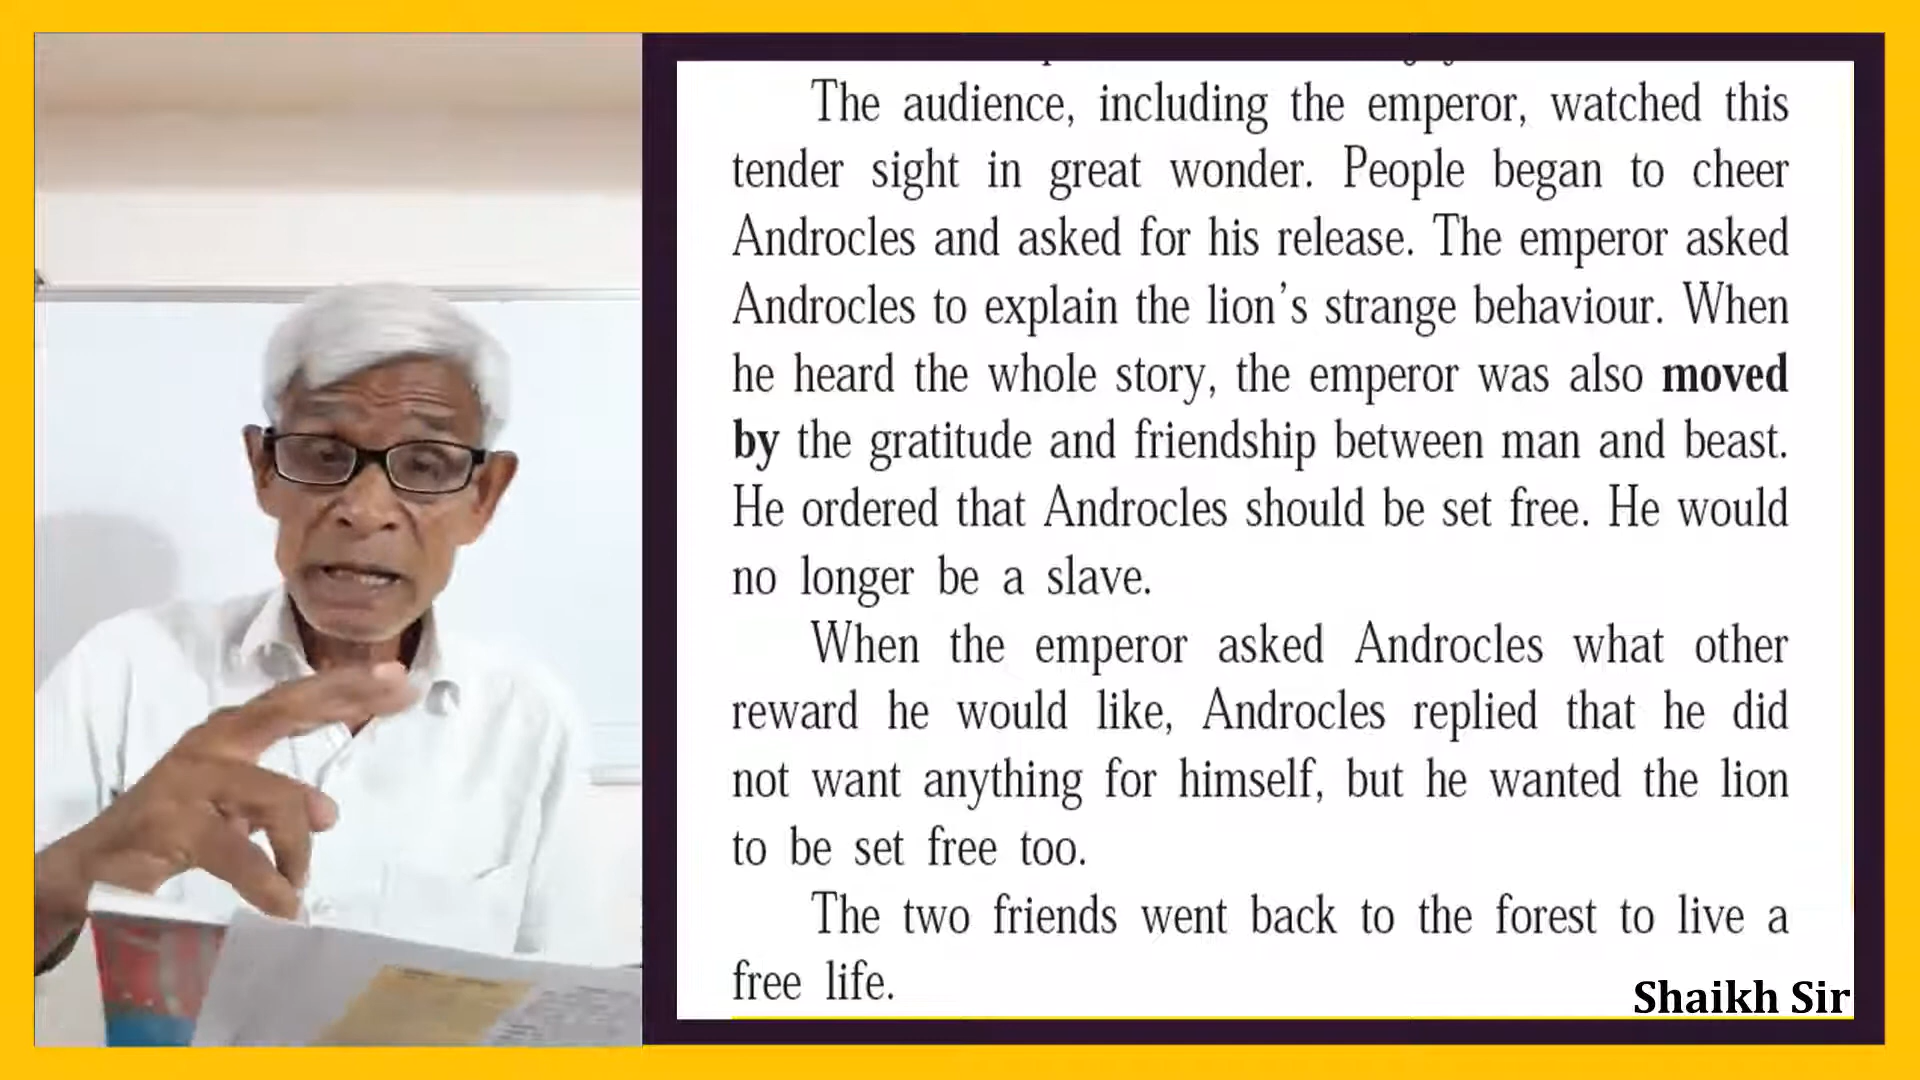 The audience, including the emperor, watched this
tender sight in great wonder. People began to cheer
Androcles and asked for his release. The emperor asked
Androcles to explain the lion’s strange behaviour. When
he heard the whole story, the emperor was also moved
by the gratitude and friendship between man and beast.
He ordered that Androcles should be set free. He would
no longer be a slave.
When the emperor asked Androcles what other
reward he would like, Androcles replied that he did
not want anything for himself, but he wanted the lion
to be set free too.
The two friends went back to the forest to live a
free life.
Shaikh Sir